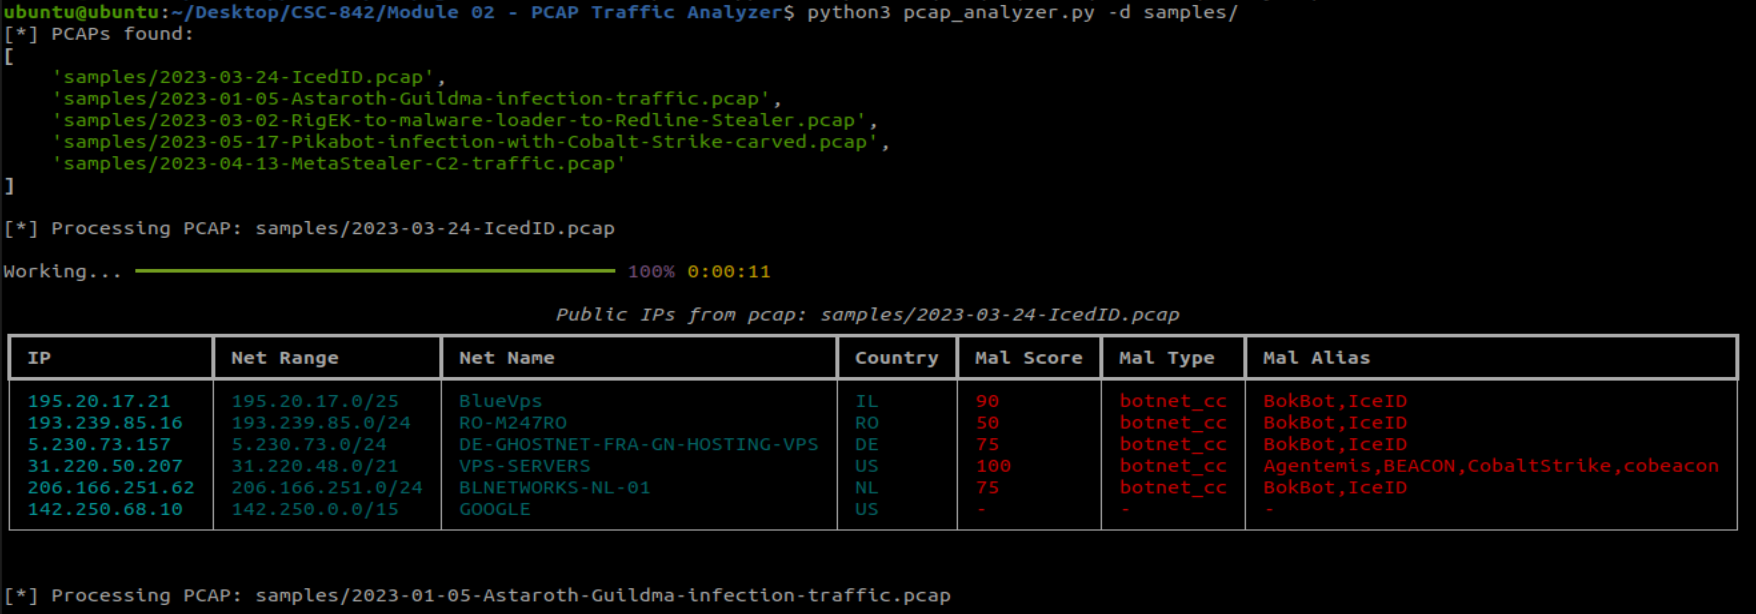 ubuntu@ubuntu:~/Desktop/CSC-842/Module 02 - PCAP Traffic Analyzer$ python3 pcap_analyzer.py -d samples/
[*] PCAPs found:
[
    'samples/2023-03-24-IcedID.pcap',
    'samples/2023-01-05-Astaroth-Guildma-infection-traffic.pcap',
    'samples/2023-03-02-RigEK-to-malware-loader-to-Redline-Stealer.pcap',
    'samples/2023-05-17-Pikabot-infection-with-Cobalt-Strike-carved.pcap',
    'samples/2023-04-13-MetaStealer-C2-traffic.pcap'
]
[*] Processing PCAP: samples/2023-03-24-IcedID.pcap
Working... 100% 0:00:11
Public IPs from pcap: samples/2023-03-24-IcedID.pcap
IP Net Range Net Name Country Mal Score Mal Type Mal Alias
195.20.17.21 195.20.17.0/25 BlueVps IL 90 botnet_cc BokBot,IceID
193.239.85.16 193.239.85.0/24 RO-M247RO RO 50 botnet_cc BokBot,IceID
5.230.73.157 5.230.73.0/24 DE-GHOSTNET-FRA-GN-HOSTING-VPS DE 75 botnet_cc BokBot,IceID
31.220.50.207 31.220.48.0/21 VPS-SERVERS US 100 botnet_cc Agentemis,BEACON,CobaltStrike,cobeacon
206.166.251.62 206.166.251.0/24 BLNETWORKS-NL-01 NL 75 botnet_cc BokBot,IceID
142.250.68.10 142.250.0.0/15 GOOGLE US - - -
[*] Processing PCAP: samples/2023-01-05-Astaroth-Guildma-infection-traffic.pcap